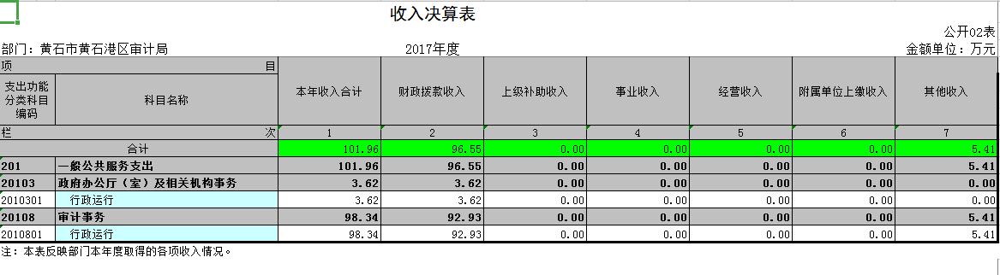 收入决算表
公开02表
部门：黄石市黄石港区审计局 2017年度 金额单位：万元
项 目 本年收入合计 财政拨款收入 上级补助收入 事业收入 经营收入 附属单位上缴收入 其他收入
支出功能
分类科目
编码 科目名称
栏 次 1 2 3 4 5 6 7
合计 101.96 96.55 0.00 0.00 0.00 0.00 5.41
201 一般公共服务支出 101.96 96.55 0.00 0.00 0.00 0.00 5.41
20103 政府办公厅（室）及相关机构事务 3.62 3.62 0.00 0.00 0.00 0.00 0.00
2010301 行政运行 3.62 3.62 0.00 0.00 0.00 0.00 0.00
20108 审计事务 98.34 92.93 0.00 0.00 0.00 0.00 5.41
2010801 行政运行 98.34 92.93 0.00 0.00 0.00 0.00 5.41
注：本表反映部门本年度取得的各项收入情况。